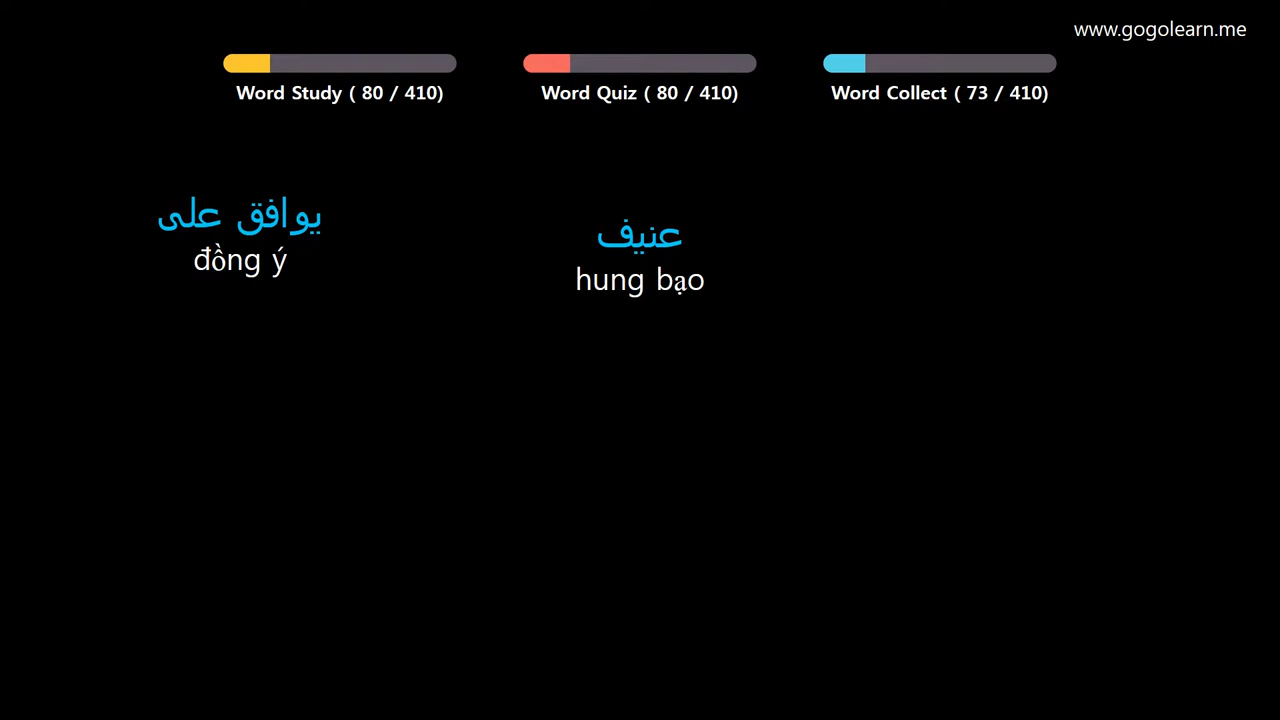 www.gogolearn.me
Word Study ( 80 / 410)
Word Quiz ( 80 / 410)
Word Collect ( 73 / 410)
يوافق على
đồng ý
عنيف
hung bạo